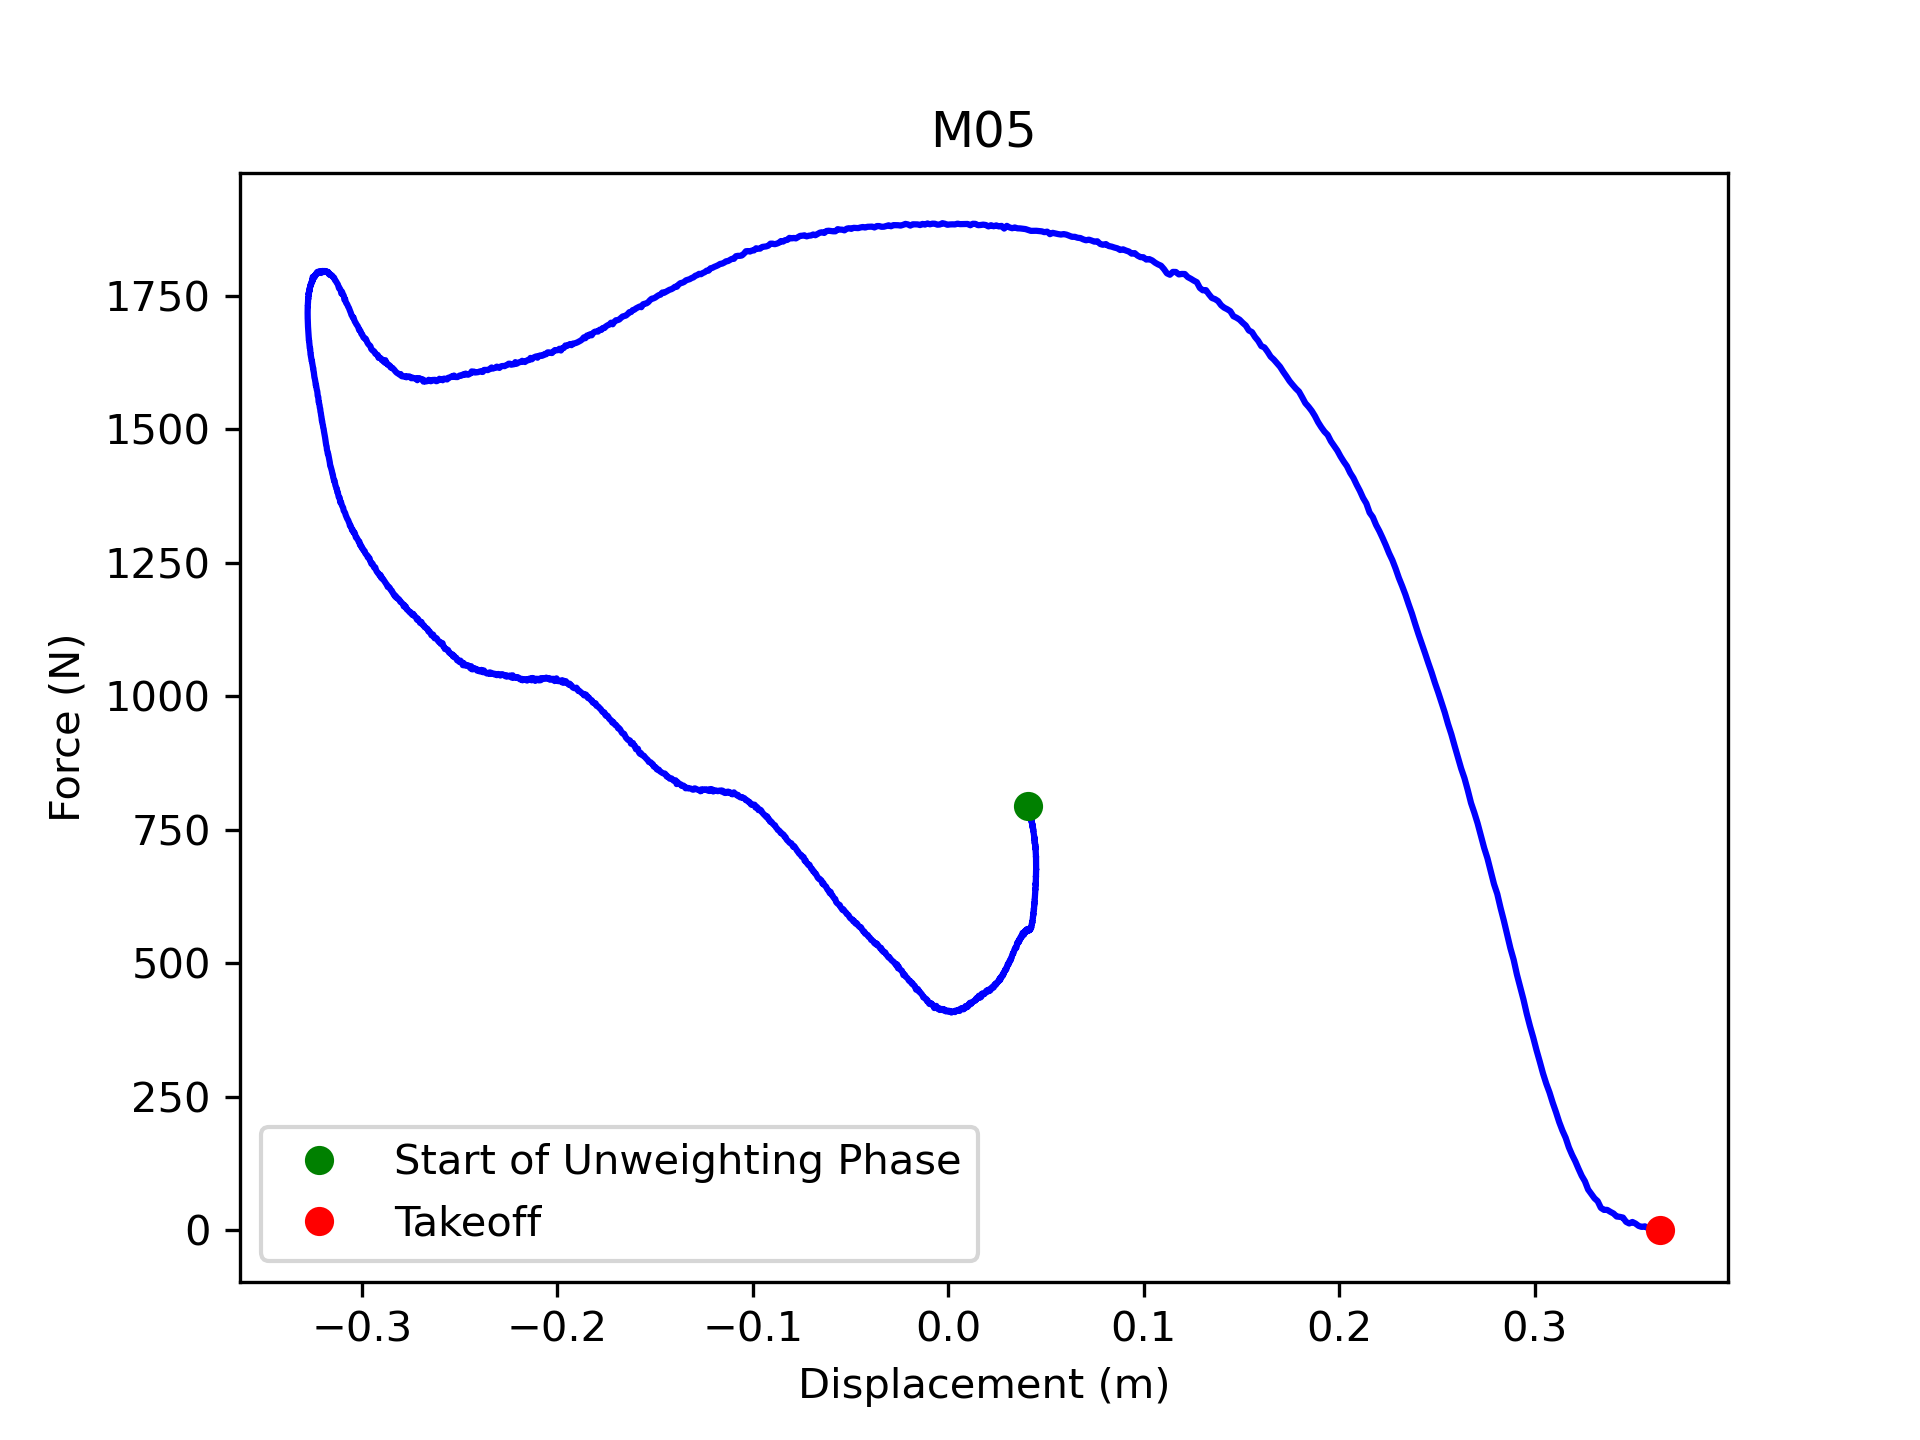 M05
1750
1500
1250
1000
750
500
250
0
Force (N)
Start of Unweighting Phase
Takeoff
−0.3 −0.2 −0.1 0.0 0.1 0.2 0.3
Displacement (m)